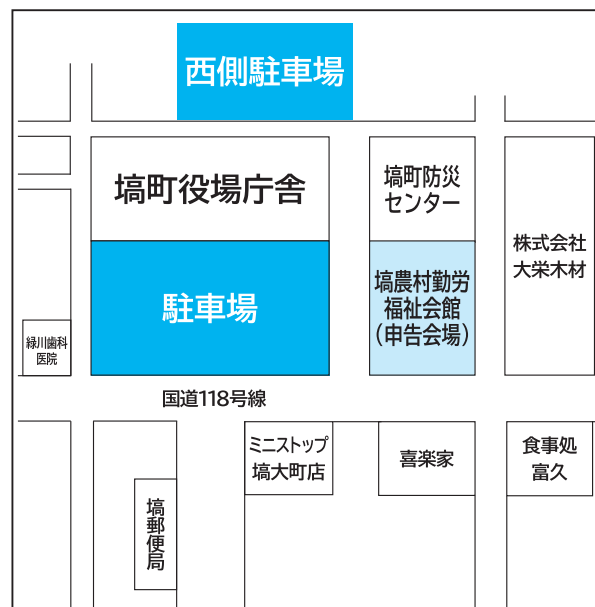 西側駐車場
塙町役場庁舎
塙町防災
センター
株式会社
大栄木材
駐車場
塙農村勤労
福祉会館
（申告会場）
緑川歯科
医院
国道118号線
ミニストップ
塙大町店
喜楽家
食事処
富久
塙郵便局